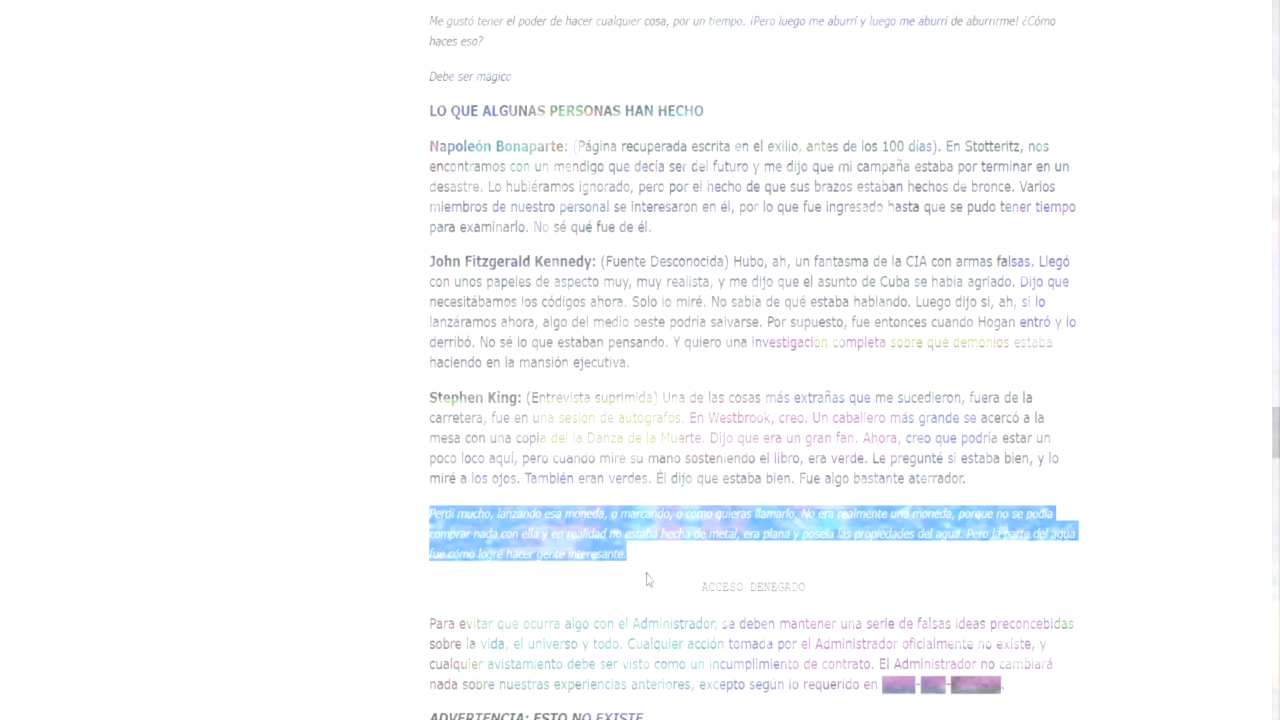 Me gustó tener el poder de hacer cualquier cosa, por un tiempo. ¡Pero luego me aburrí y luego me aburrí de aburrirme! ¿Cómo
haces eso?
Debe ser mágico
LO QUE ALGUNAS PERSONAS HAN HECHO
Napoleón Bonaparte: (Página recuperada escrita en el exilio, antes de los 100 días). En Stotteritz, nos
encontramos con un mendigo que decía ser del futuro y me dijo que mi campaña estaba por terminar en un
desastre. Lo hubiéramos ignorado, pero por el hecho de que sus brazos estaban hechos de bronce. Varios
miembros de nuestro personal se interesaron en él, por lo que fue ingresado hasta que se pudo tener tiempo
para examinarlo. No sé qué fue de él.
John Fitzgerald Kennedy: (Fuente Desconocida) Hubo, ah, un fantasma de la CIA con armas falsas. Llegó
con unos papeles de aspecto muy, muy realista, y me dijo que el asunto de Cuba se había agriado. Dijo que
necesitábamos los códigos ahora. Solo lo miré. No sabía de qué estaba hablando. Luego dijo si, ah, si lo
lanzáramos ahora, algo del medio oeste podría salvarse. Por supuesto, fue entonces cuando Hogan entró y lo
derribó. No sé lo que estaban pensando. Y quiero una investigación completa sobre qué demonios estaba
haciendo en la mansión ejecutiva.
Stephen King: (Entrevista suprimida) Una de las cosas más extrañas que me sucedieron, fuera de la
carretera, fue en una sesión de autógrafos. En Westbrook, creo. Un caballero más grande se acercó a la
mesa con una copia del la Danza de la Muerte. Dijo que era un gran fan. Ahora, creo que podría estar un
poco loco aquí, pero cuando mire su mano sosteniendo el libro, era verde. Le pregunté si estaba bien, y lo
miré a los ojos. También eran verdes. Él dijo que estaba bien. Fue algo bastante aterrador.
Perdí mucho, lanzando esa moneda, o marcando, o como quieras llamarlo. No era realmente una moneda, porque no se podía
comprar nada con ella y en realidad no estaba hecha de metal, era plana y poseía las propiedades del agua. Pero la parte del agua
fue cómo logré hacer gente interesante.
ACCESO DENEGADO
Para evitar que ocurra algo con el Administrador, se deben mantener una serie de falsas ideas preconcebidas
sobre la vida, el universo y todo. Cualquier acción tomada por el Administrador oficialmente no existe, y
cualquier avistamiento debe ser visto como un incumplimiento de contrato. El Administrador no cambiará
nada sobre nuestras experiencias anteriores, excepto según lo requerido en ████-███-██████.
ADVERTENCIA: ESTO NO EXISTE